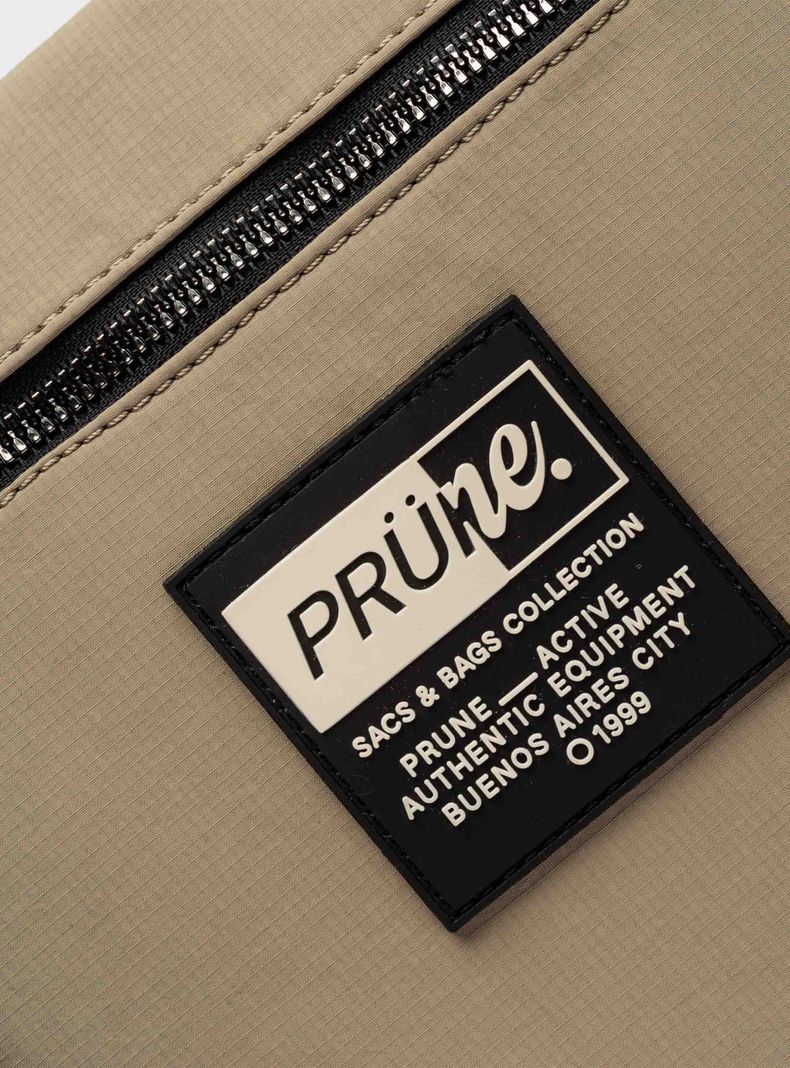 PRÜne.
SACS & BAGS COLLECTION
PRUNE — ACTIVE
AUTHENTIC EQUIPMENT
BUENOS AIRES CITY
O 1999